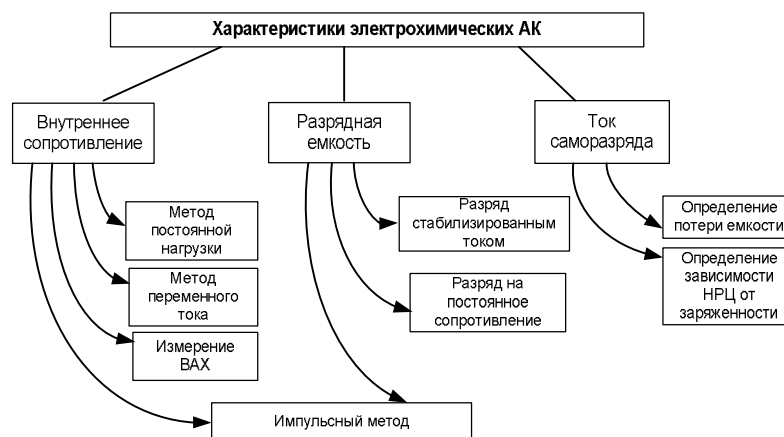 Характеристики электрохимических АК
Внутреннее
сопротивление
Разрядная
емкость
Ток
саморазряда
Метод
постоянной
нагрузки
Метод
переменного
тока
Измерение
ВАХ
Разряд
стабилизированным
током
Разряд на
постоянное
сопротивление
Определение
потери емкости
Определение
зависимости
НРЦ от
заряженности
Импульсный метод